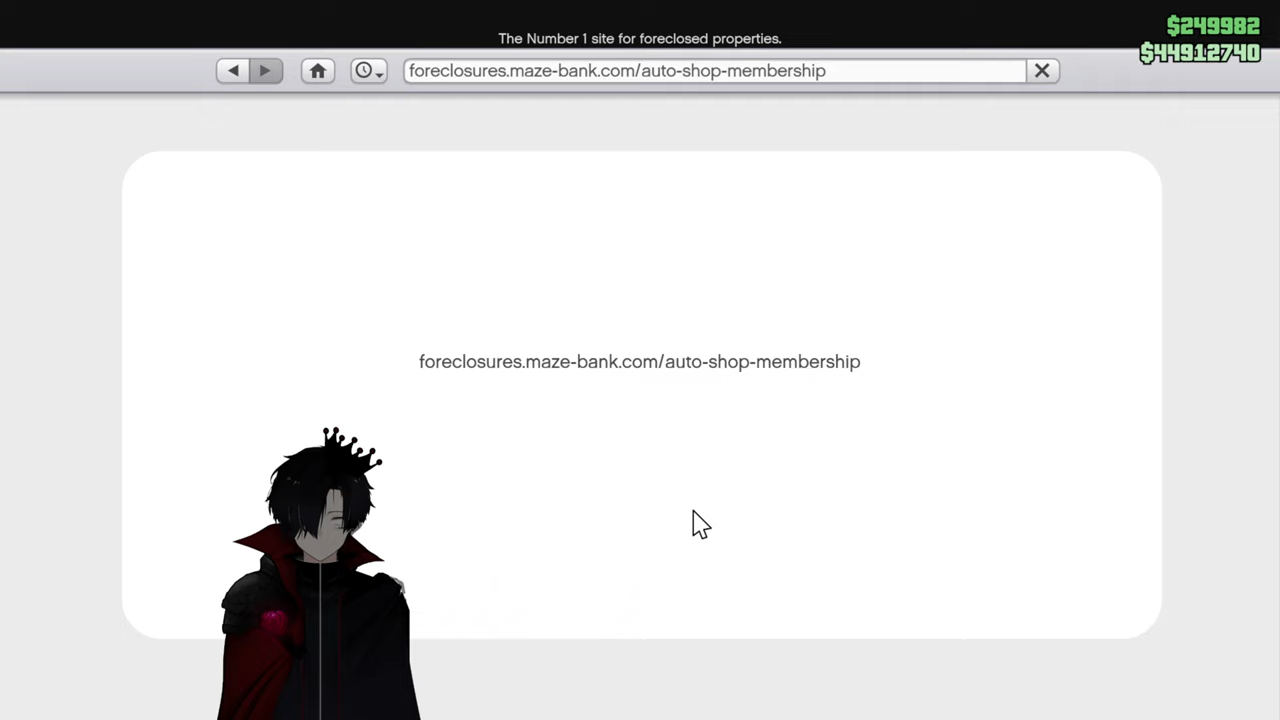 $249982
The Number 1 site for foreclosed properties.
$44912740
foreclosures.maze-bank.com/auto-shop-membership
foreclosures.maze-bank.com/auto-shop-membership